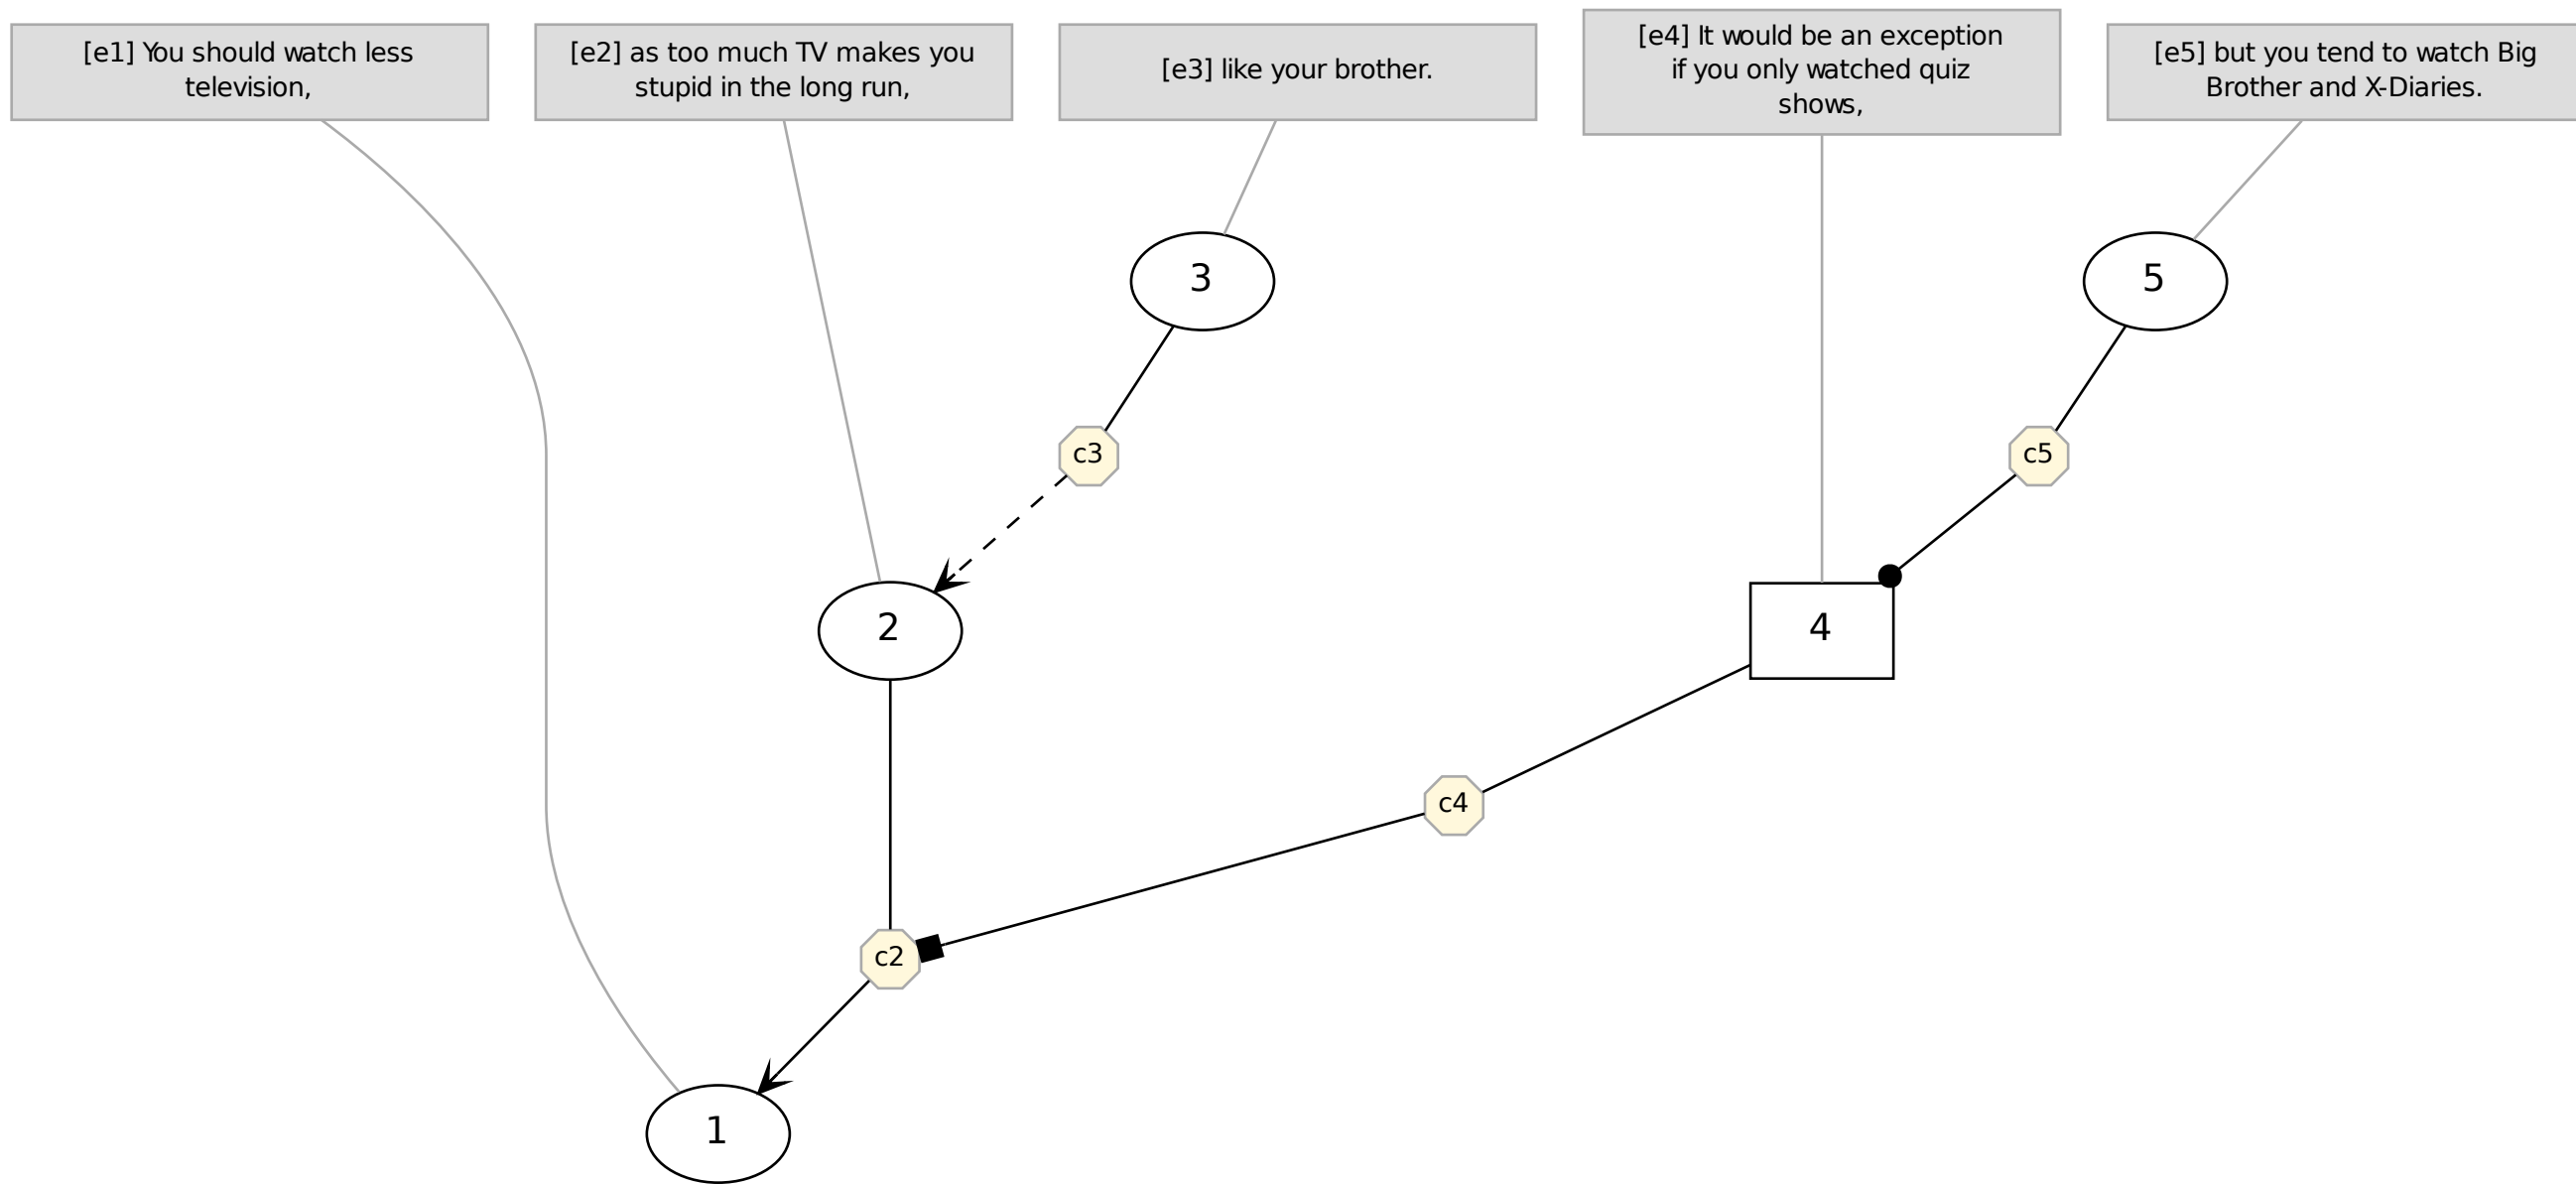 [e1] You should watch less
television,
[e2] as too much TV makes you
stupid in the long run,
[e3] like your brother.
[e4] It would be an exception
if you only watched quiz
shows,
[e5] but you tend to watch Big
Brother and X-Diaries.
3
5
c3
c5
2
4
c4
c2
1